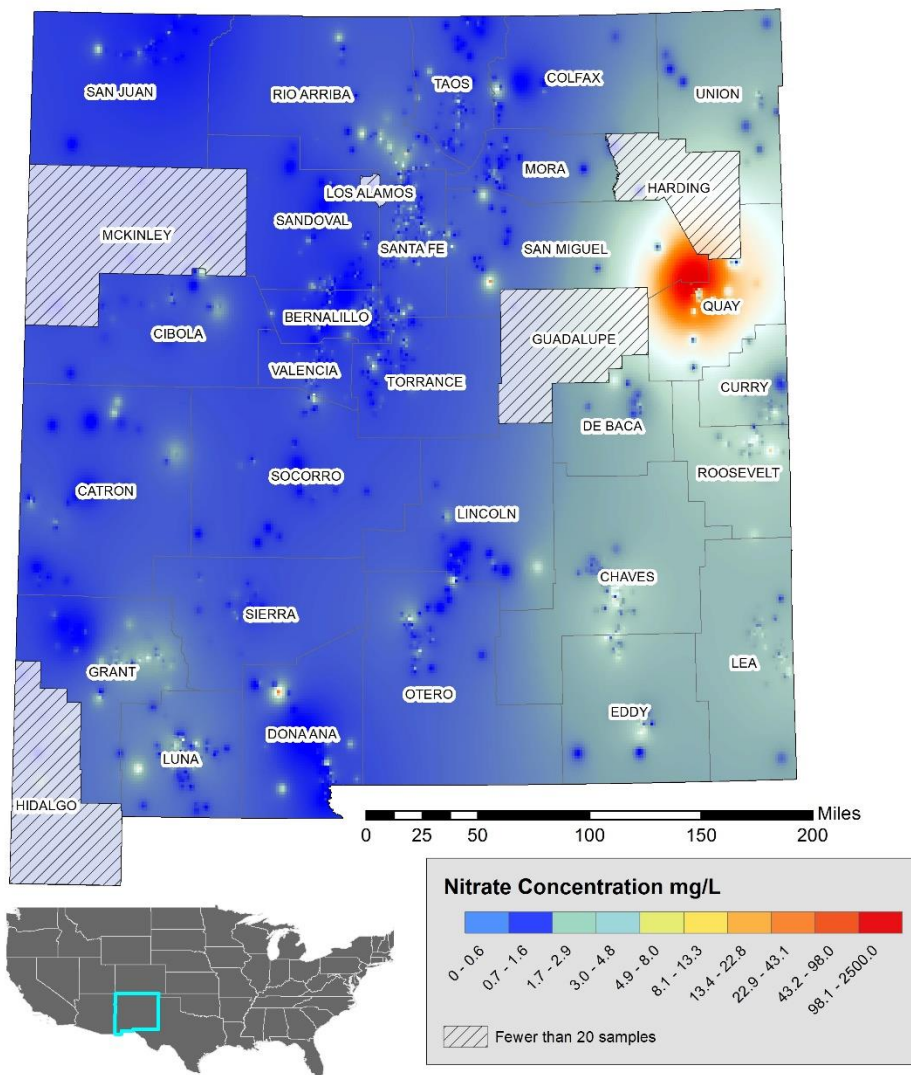 SAN JUAN
RIO ARRIBA
TAOS
COLFAX
UNION
MORA
HARDING
LOS ALAMOS
SANDOVAL
MCKINLEY
SANTA FE
SAN MIGUEL
QUAY
BERNALILLO
CIBOLA
GUADALUPE
VALENCIA
TORRANCE
CURRY
DE BACA
ROOSEVELT
SOCORRO
CATRON
LINCOLN
CHAVES
SIERRA
LEA
GRANT
OTERO
EDDY
DONA ANA
LUNA
HIDALGO
Miles
0 25 50 100 150 200
Nitrate Concentration mg/L
0 - 0.6
0.7 - 1.6
1.7 - 2.9
3.0 - 4.8
4.9 - 8.0
8.1 - 13.3
13.4 - 22.8
22.9 - 43.1
43.2 - 98.0
98.1 - 2500.0
Fewer than 20 samples